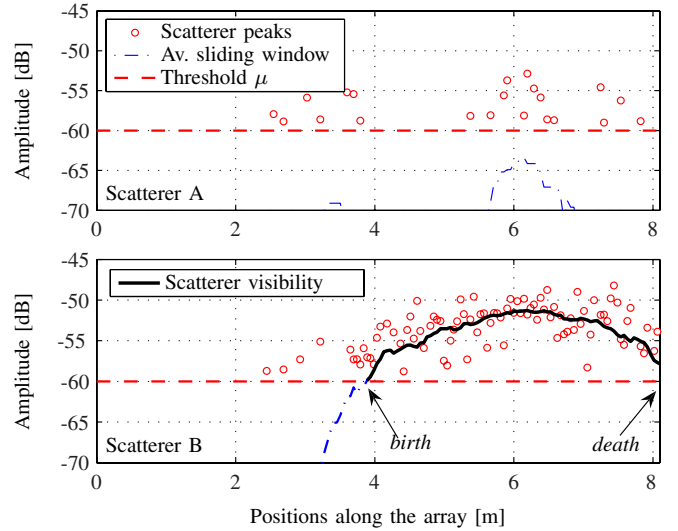 -45
-50
-55
-60
-65
-70
Amplitude [dB]
Scatterer peaks
Av. sliding window
Threshold μ
Scatterer A
0
2
4
6
8
-45
-50
-55
-60
-65
-70
Amplitude [dB]
Scatterer visibility
birth
death
Scatterer B
0
2
4
6
8
Positions along the array [m]